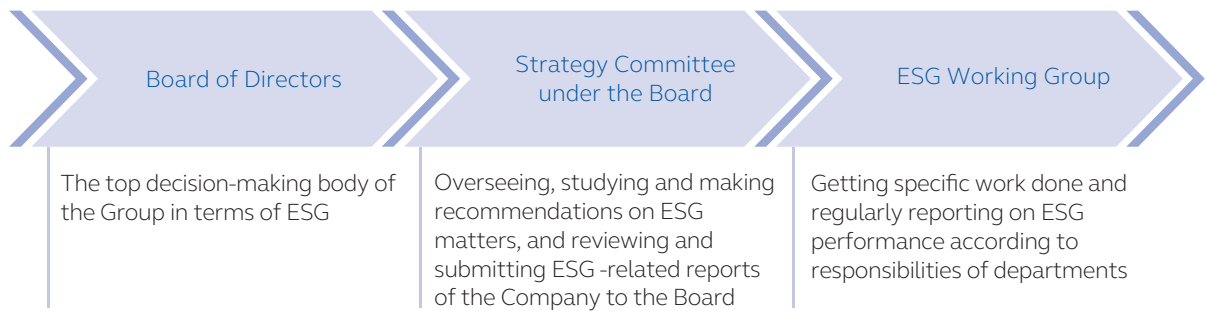 Board of Directors
The top decision-making body of
the Group in terms of ESG
Strategy Committee
under the Board
Overseeing, studying and making
recommendations on ESG
matters, and reviewing and
submitting ESG -related reports
of the Company to the Board
ESG Working Group
Getting specific work done and
regularly reporting on ESG
performance according to
responsibilities of departments